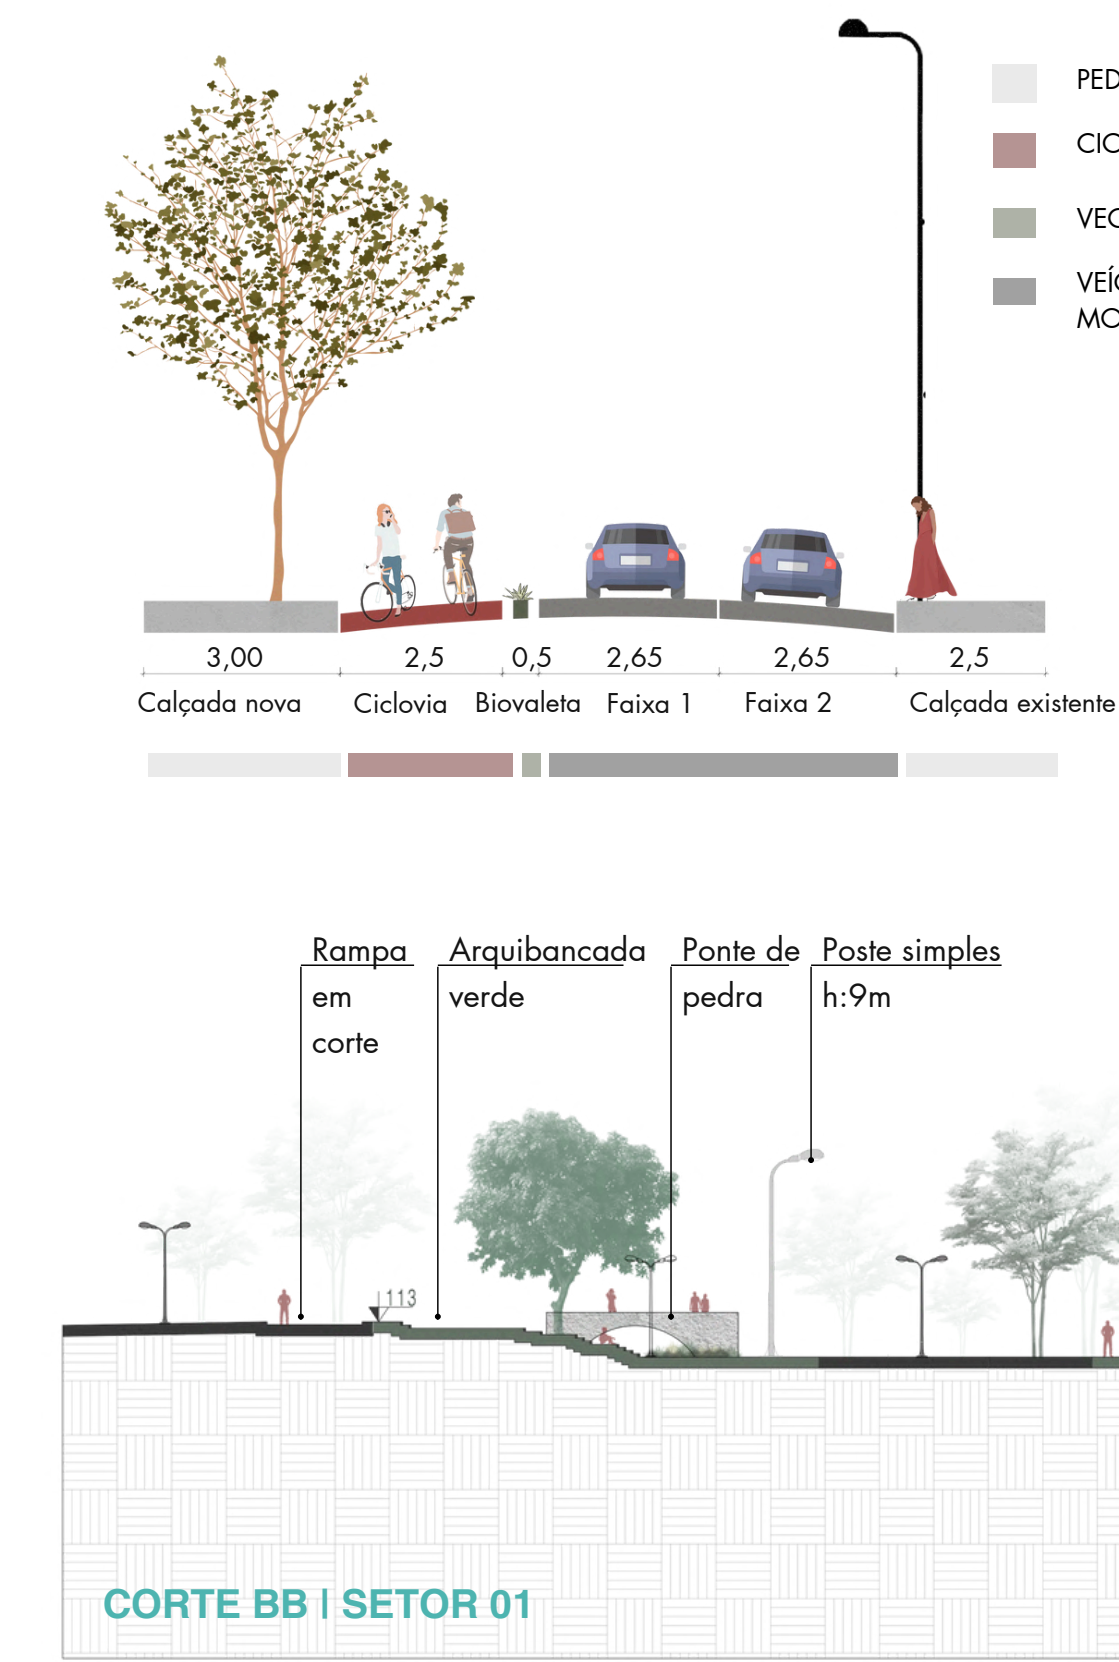 PED
CIC
VEG
VEÍC
MO
3,00 2,5 0,5 2,65 2,65 2,5
Calçada nova Ciclovia Biovaleta Faixa 1 Faixa 2 Calçada existente
Rampa em corte
Arquibancada verde
Ponte de pedra
Poste simples h:9m
113
CORTE BB | SETOR 01